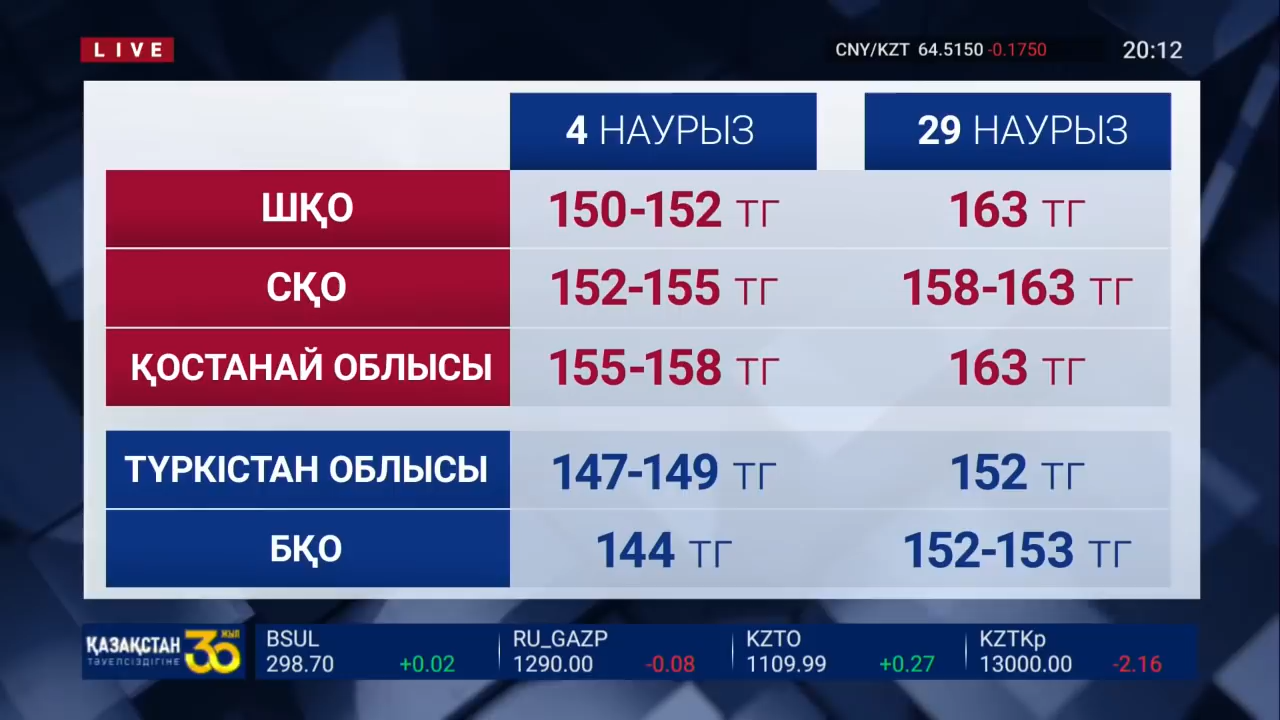 LIVE
CNY/KZT 64.5150 -0.1750
20:12
4 НАУРЫЗ 29 НАУРЫЗ
ШҚО 150-152 ТГ 163 ТГ
СҚО 152-155 ТГ 158-163 ТГ
ҚОСТАНАЙ ОБЛЫСЫ 155-158 ТГ 163 ТГ
ТҮРКІСТАН ОБЛЫСЫ 147-149 ТГ 152 ТГ
БҚО 144 ТГ 152-153 ТГ
ҚАЗАҚСТАН
ТӘУЕЛСІЗДІГІНЕ
30 ЖЫЛ
BSUL RU_GAZP KZTO KZTKp
298.70 +0.02 1290.00 -0.08 1109.99 +0.27 13000.00 -2.16